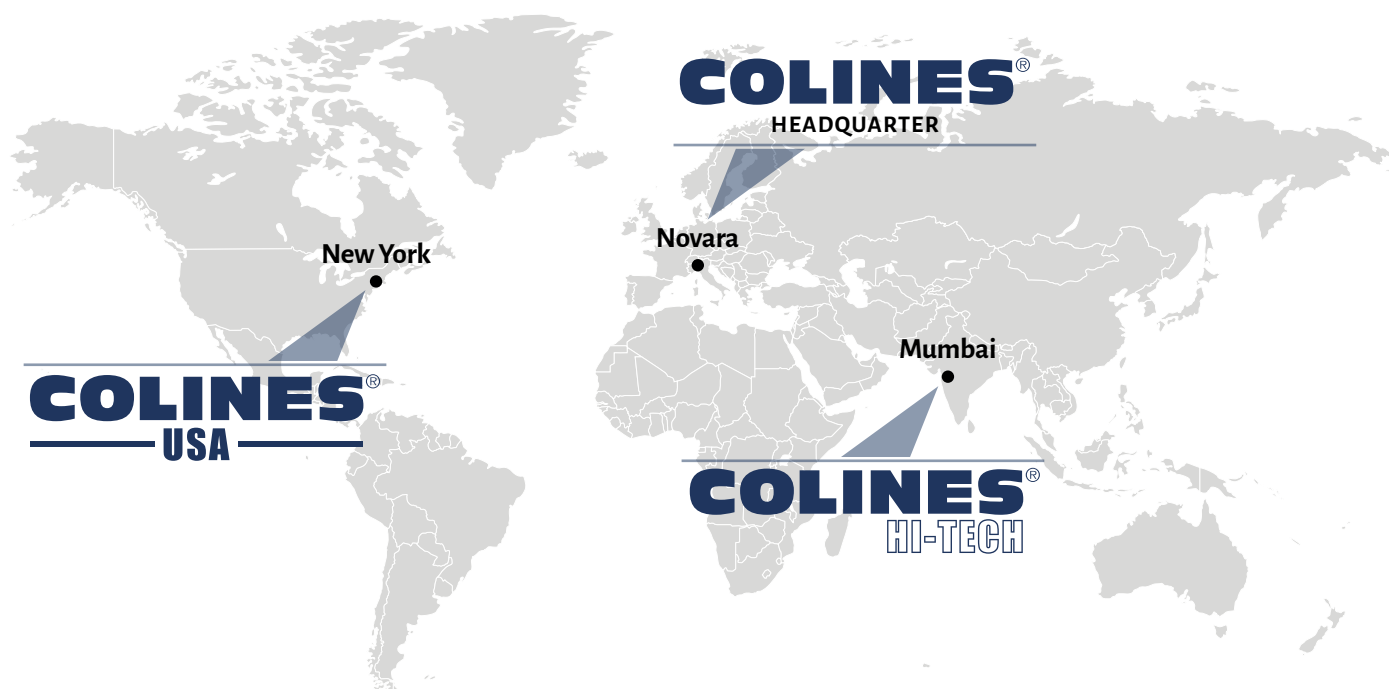 COLINES®
HEADQUARTER
Novara
New York
Mumbai
COLINES®
USA
COLINES®
HI-TECH